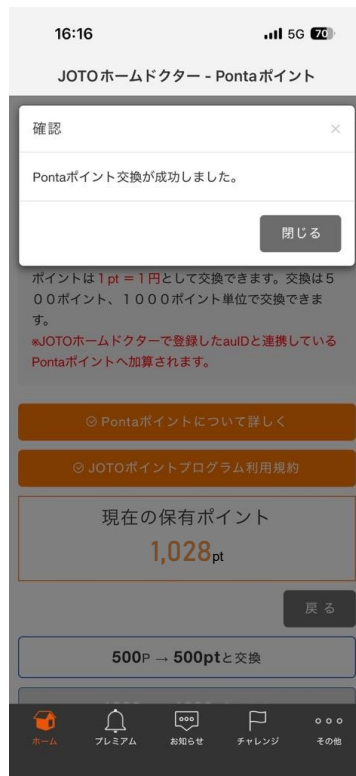 16:16
5G 70
JOTOホームドクター - Pontaポイント
確認
×
Pontaポイント交換が成功しました。
閉じる
ポイントは1 pt = 1円として交換できます。交換は5
００ポイント、１０００ポイント単位で交換できま
す。
※JOTOホームドクターで登録したauIDと連携している
Pontaポイントへ加算されます。
Pontaポイントについて詳しく
JOTOポイントプログラム利用規約
現在の保有ポイント
1,028pt
戻る
500P → 500ptと交換
ホーム プレミアム お知らせ チャレンジ その他